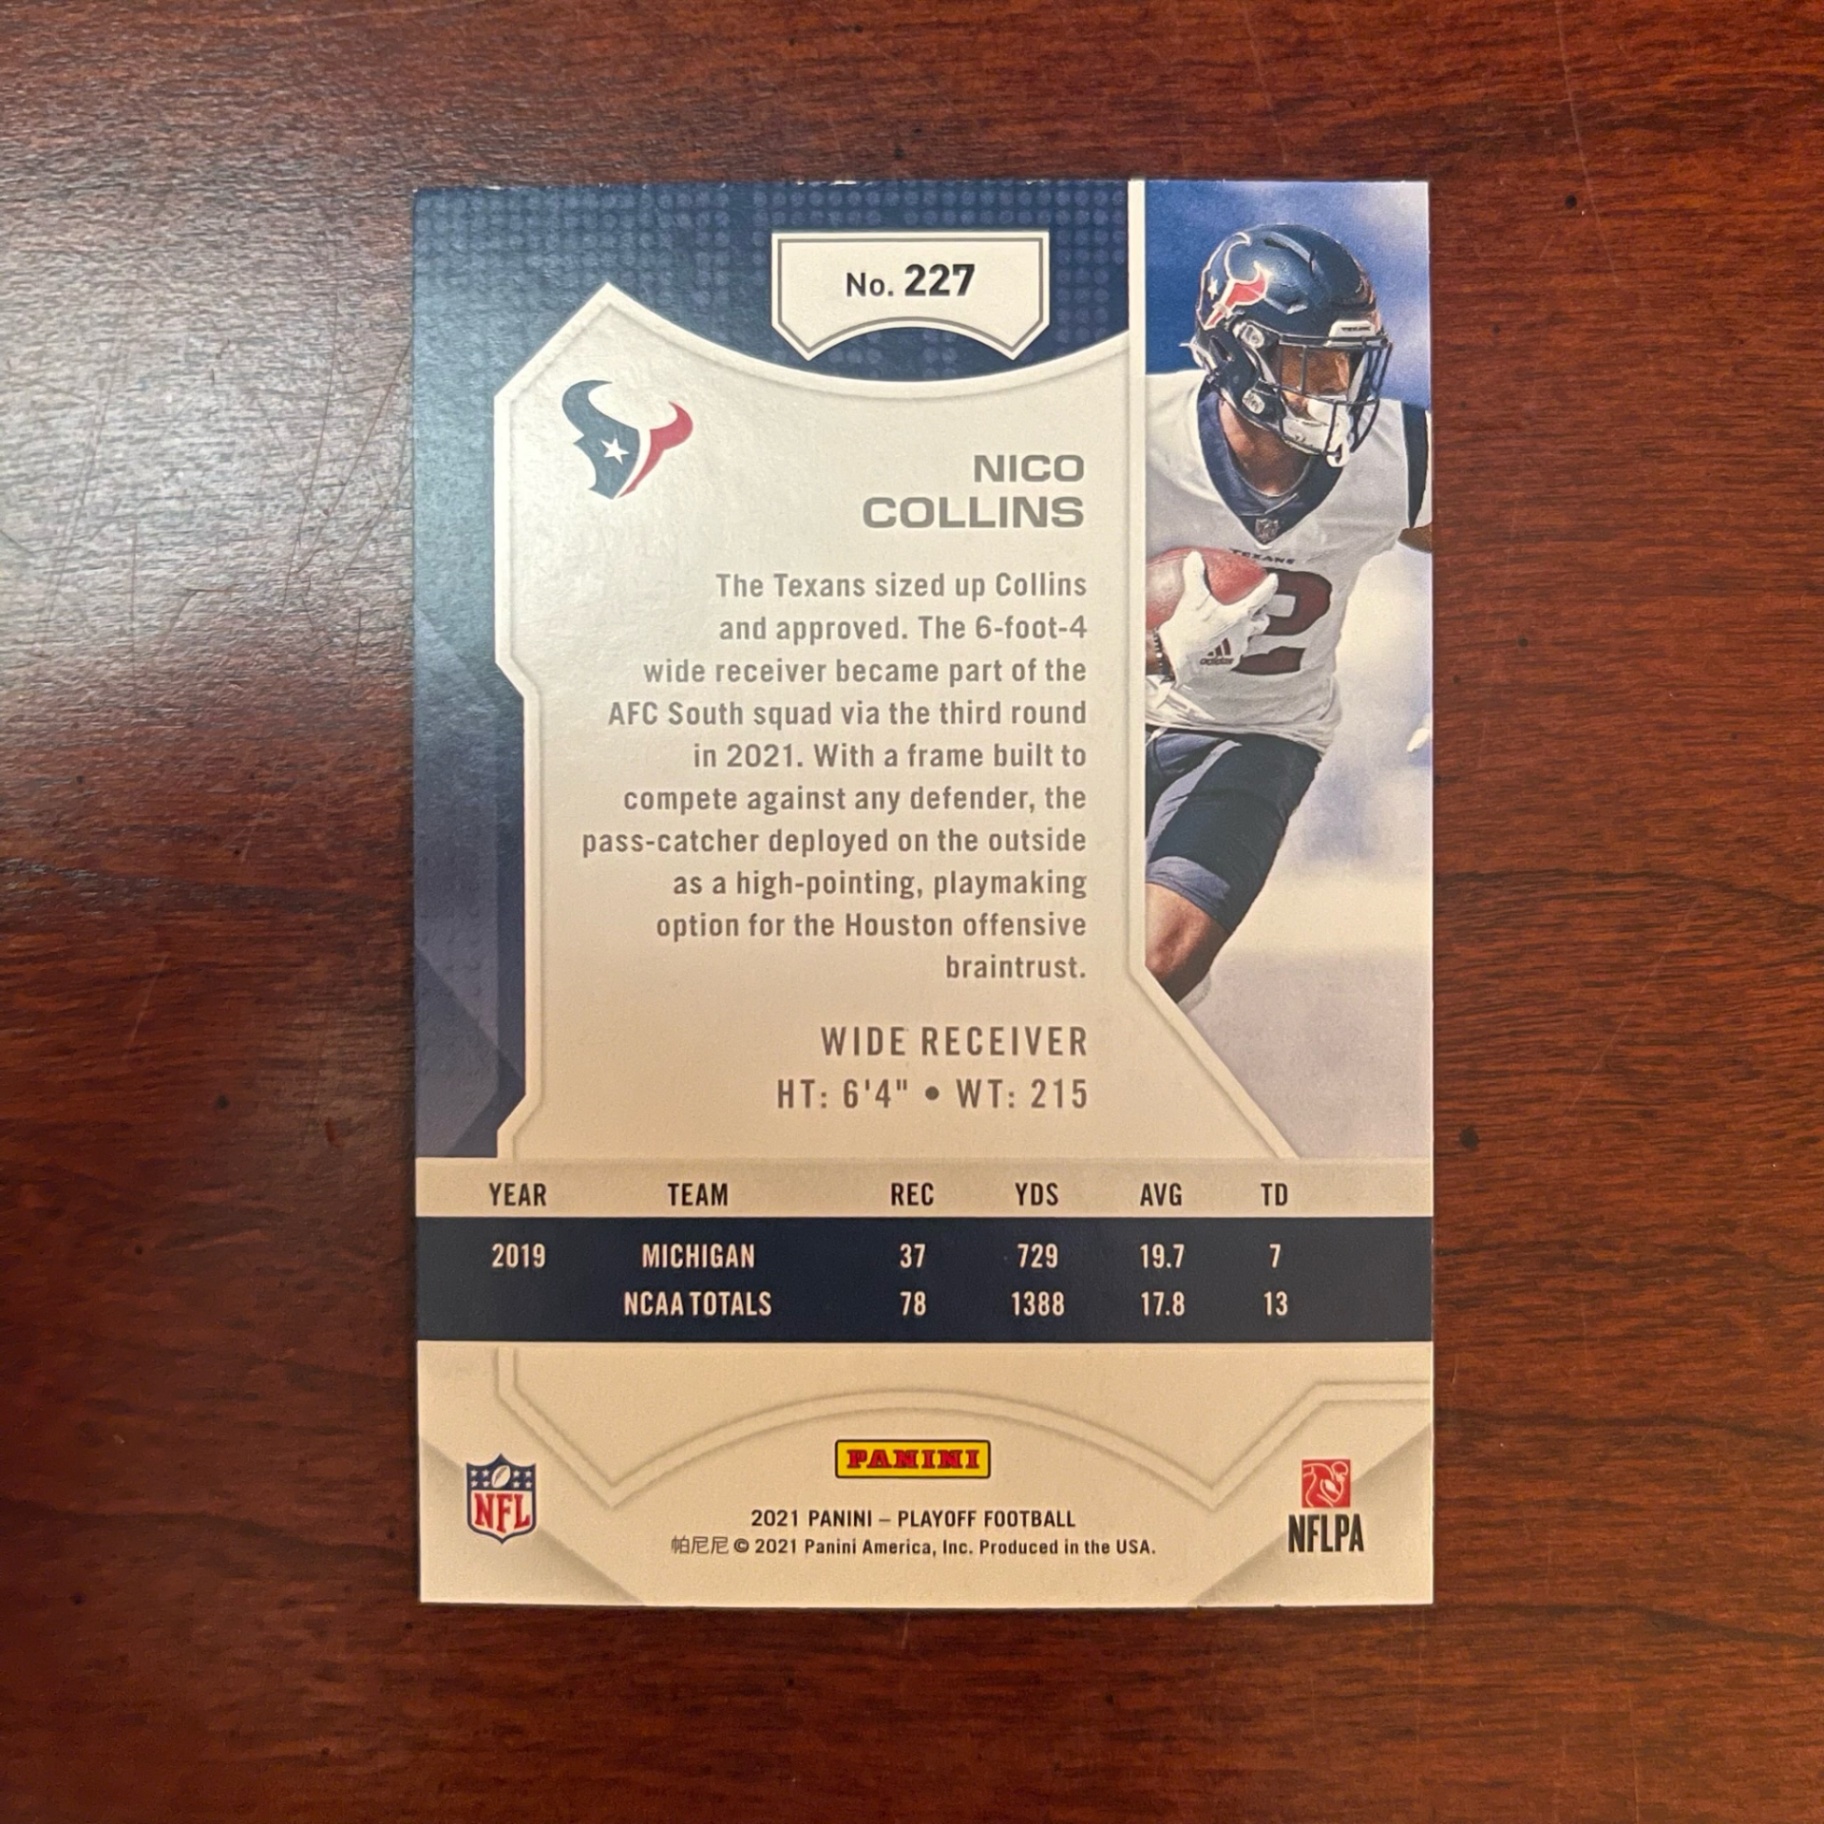 No. 227
NICO
COLLINS
The Texans sized up Collins
and approved. The 6-foot-4
wide receiver became part of the
AFC South squad via the third round
in 2021. With a frame built to
compete against any defender, the
pass-catcher deployed on the outside
as a high-pointing, playmaking
option for the Houston offensive
braintrust.
WIDE RECEIVER
HT: 6'4" • WT: 215
TEXANS
TEXANS
2
adidas
YEAR TEAM REC YDS AVG TD
2019 MICHIGAN 37 729 19.7 7
NCAA TOTALS 78 1388 17.8 13
NFL
PANINI
NFLPA
2021 PANINI – PLAYOFF FOOTBALL
帕尼尼 © 2021 Panini America, Inc. Produced in the USA.